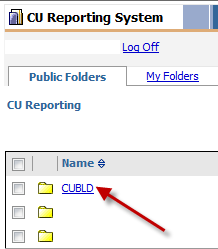 CU Reporting System
Log Off
Public Folders
My Folders
CU Reporting
Name
CUBLD